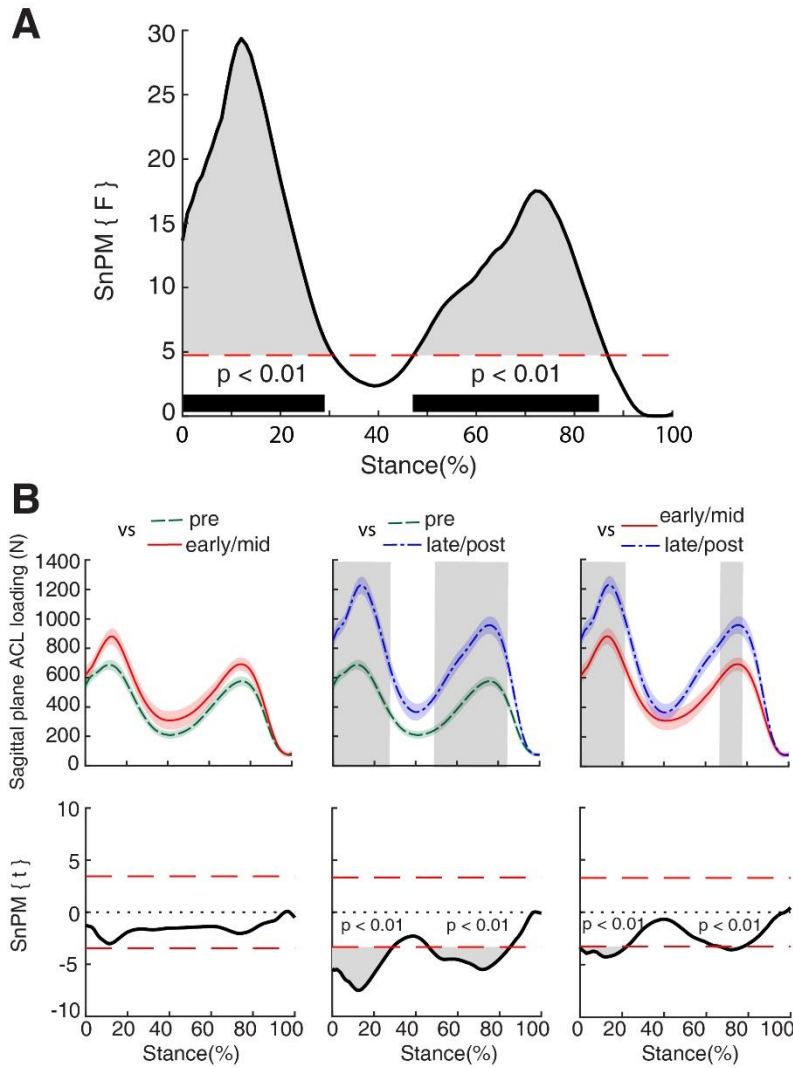 A
30
25
20
15
10
5
0
SnPM { F }
p < 0.01
p < 0.01
0
20
40
60
80
100
Stance(%)
B
vs
pre
early/mid
vs
pre
late/post
vs
early/mid
late/post
1400
1200
1000
800
600
400
200
0
Sagittal plane ACL loading (N)
10
5
0
-5
-10
SnPM { t }
p < 0.01
p < 0.01
p < 0.01
p < 0.01
0
20
40
60
80
100
0
20
40
60
80
100
0
20
40
60
80
100
Stance(%)
Stance(%)
Stance(%)